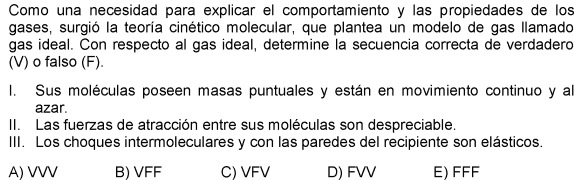 Como una necesidad para explicar el comportamiento y las propiedades de los
gases, surgió la teoría cinético molecular, que plantea un modelo de gas llamado
gas ideal. Con respecto al gas ideal, determine la secuencia correcta de verdadero
(V) o falso (F).
I. Sus moléculas poseen masas puntuales y están en movimiento continuo y al
azar.
II. Las fuerzas de atracción entre sus moléculas son despreciable.
III. Los choques intermoleculares y con las paredes del recipiente son elásticos.
A) VVV B) VFF C) VFV D) FVV E) FFF